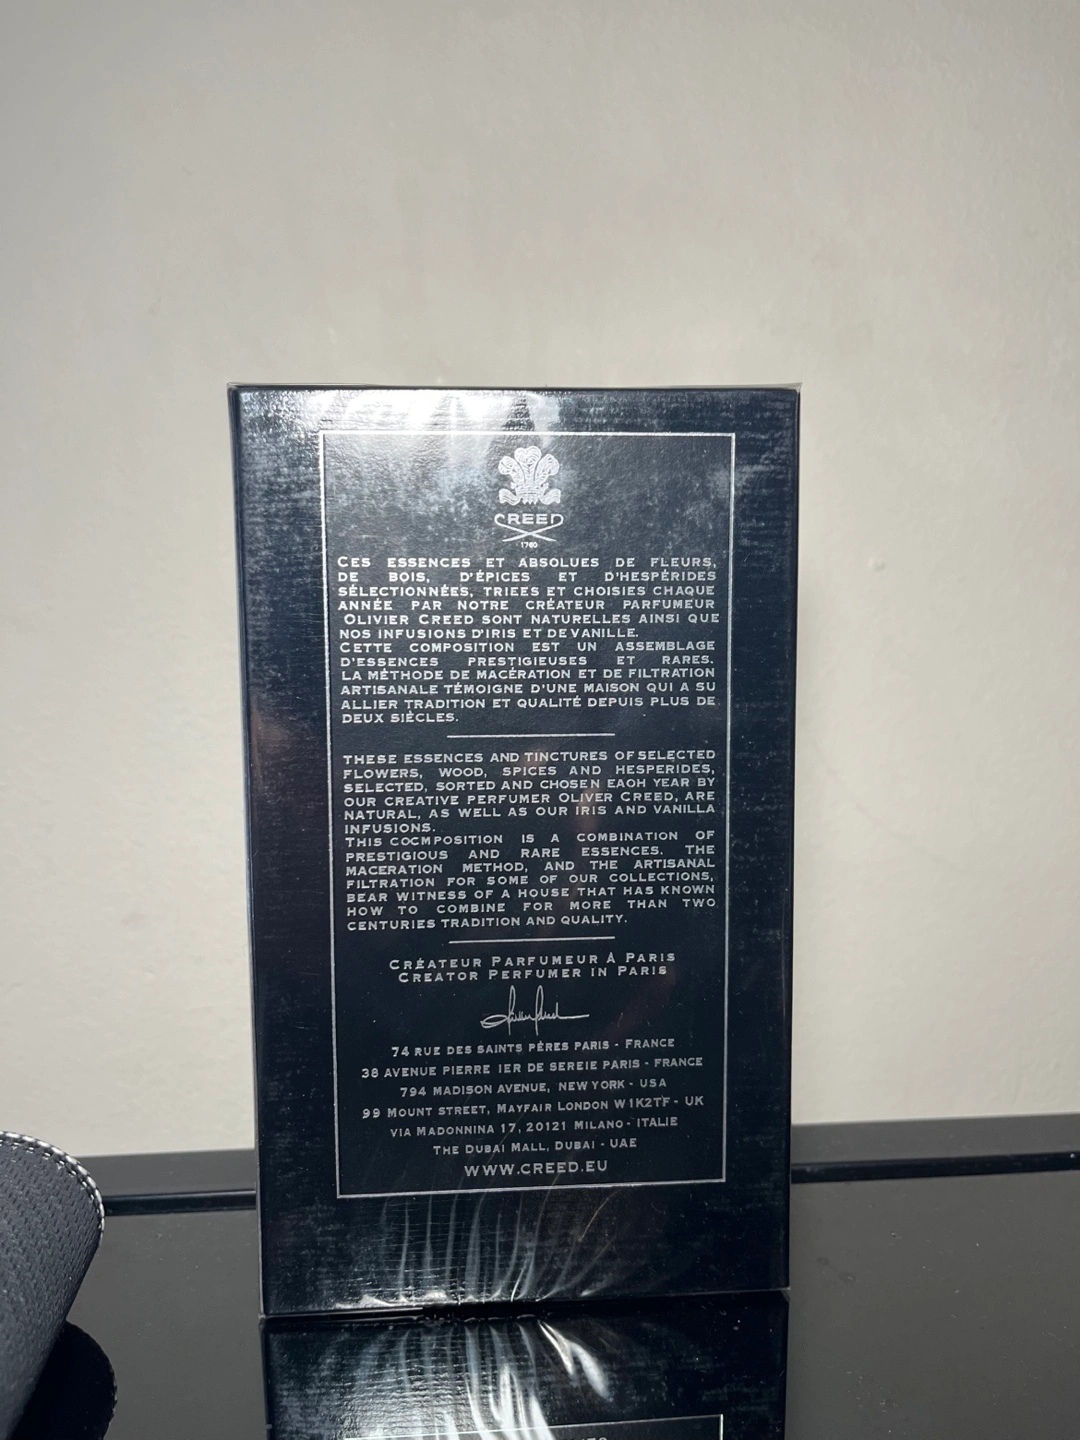 CREED
1760
CES ESSENCES ET ABSOLUES DE FLEURS,
DE BOIS, D'ÉPICES ET D'HESPÉRIDES
SÉLECTIONNÉES, TRIEES ET CHOISIES CHAQUE
ANNÉE PAR NOTRE CRÉATEUR PARFUMEUR
OLIVIER CREED SONT NATURELLES AINSI QUE
NOS INFUSIONS D'IRIS ET DE VANILLE.
CETTE COMPOSITION EST UN ASSEMBLAGE
D'ESSENCES PRESTIGIEUSES ET RARES.
LA MÉTHODE DE MACÉRATION ET DE FILTRATION
ARTISANALE TÉMOIGNE D'UNE MAISON QUI A SU
ALLIER TRADITION ET QUALITÉ DEPUIS PLUS DE
DEUX SIÈCLES.
THESE ESSENCES AND TINCTURES OF SELECTED
FLOWERS, WOOD, SPICES AND HESPERIDES,
SELECTED, SORTED AND CHOSEN EAOH YEAR BY
OUR CREATIVE PERFUMER OLIVER CREED, ARE
NATURAL, AS WELL AS OUR IRIS AND VANILLA
INFUSIONS.
THIS COCMPOSITION IS A COMBINATION OF
PRESTIGIOUS AND RARE ESSENCES. THE
MACERATION METHOD, AND THE ARTISANAL
FILTRATION FOR SOME OF OUR COLLECTIONS,
BEAR WITNESS OF A HOUSE THAT HAS KNOWN
HOW TO COMBINE FOR MORE THAN TWO
CENTURIES TRADITION AND QUALITY.
CRÉATEUR PARFUMEUR À PARIS
CREATOR PERFUMER IN PARIS
74 RUE DES SAINTS PÉRES PARIS - FRANCE
38 AVENUE PIERRE IER DE SEREIE PARIS - FRANCE
794 MADISON AVENUE, NEW YORK - USA
99 MOUNT STREET, MAYFAIR LONDON W1K2TF - UK
VIA MADONNINA 17, 20121 MILANO - ITALIE
THE DUBAI MALL, DUBAI - UAE
WWW.CREED.EU